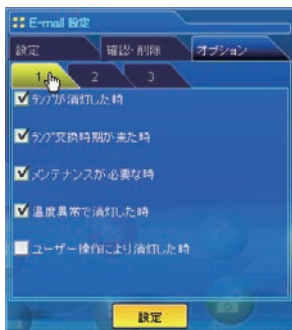 E-mail 設定
設定 確認・削除 オプション
1 2 3
ランプが消灯した時
ランプ交換時期が来た時
メンテナンスが必要な時
温度異常で消灯した時
ユーザー操作により消灯した時
設定